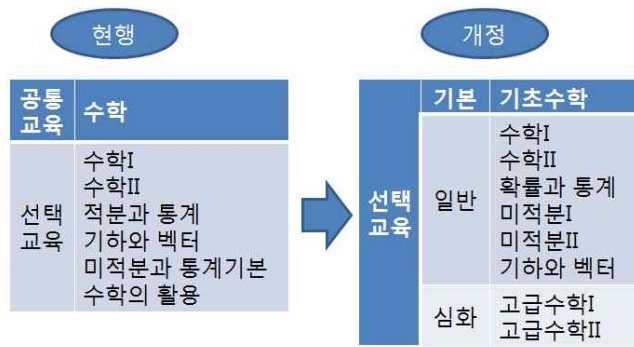 현행
공통
교육
수학
선택
교육
수학I
수학II
적분과 통계
기하와 벡터
미적분과 통계기본
수학의 활용
개정
선택
교육
기본
기초수학
일반
수학I
수학II
확률과 통계
미적분I
미적분II
기하와 벡터
심화
고급수학I
고급수학II